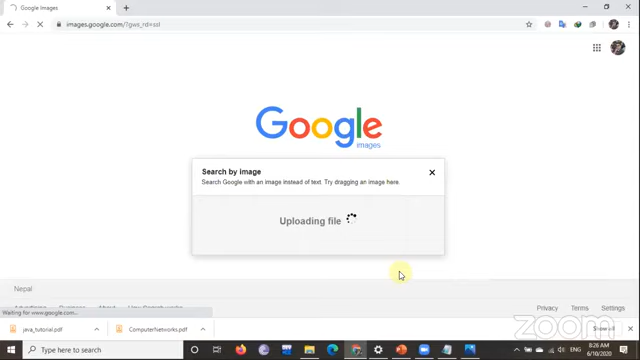 Google Images
images.google.com/?gws_rd=ssl
Google
images
Search by image
Search Google with an image instead of text. Try dragging an image here.
Uploading file
Nepal
Privacy Terms Settings
Waiting for www.google.com...
java_tutorial.pdf
ComputerNetworks.pdf
Show all
zoom
Type here to search
ENG
8:26 AM
6/10/2020